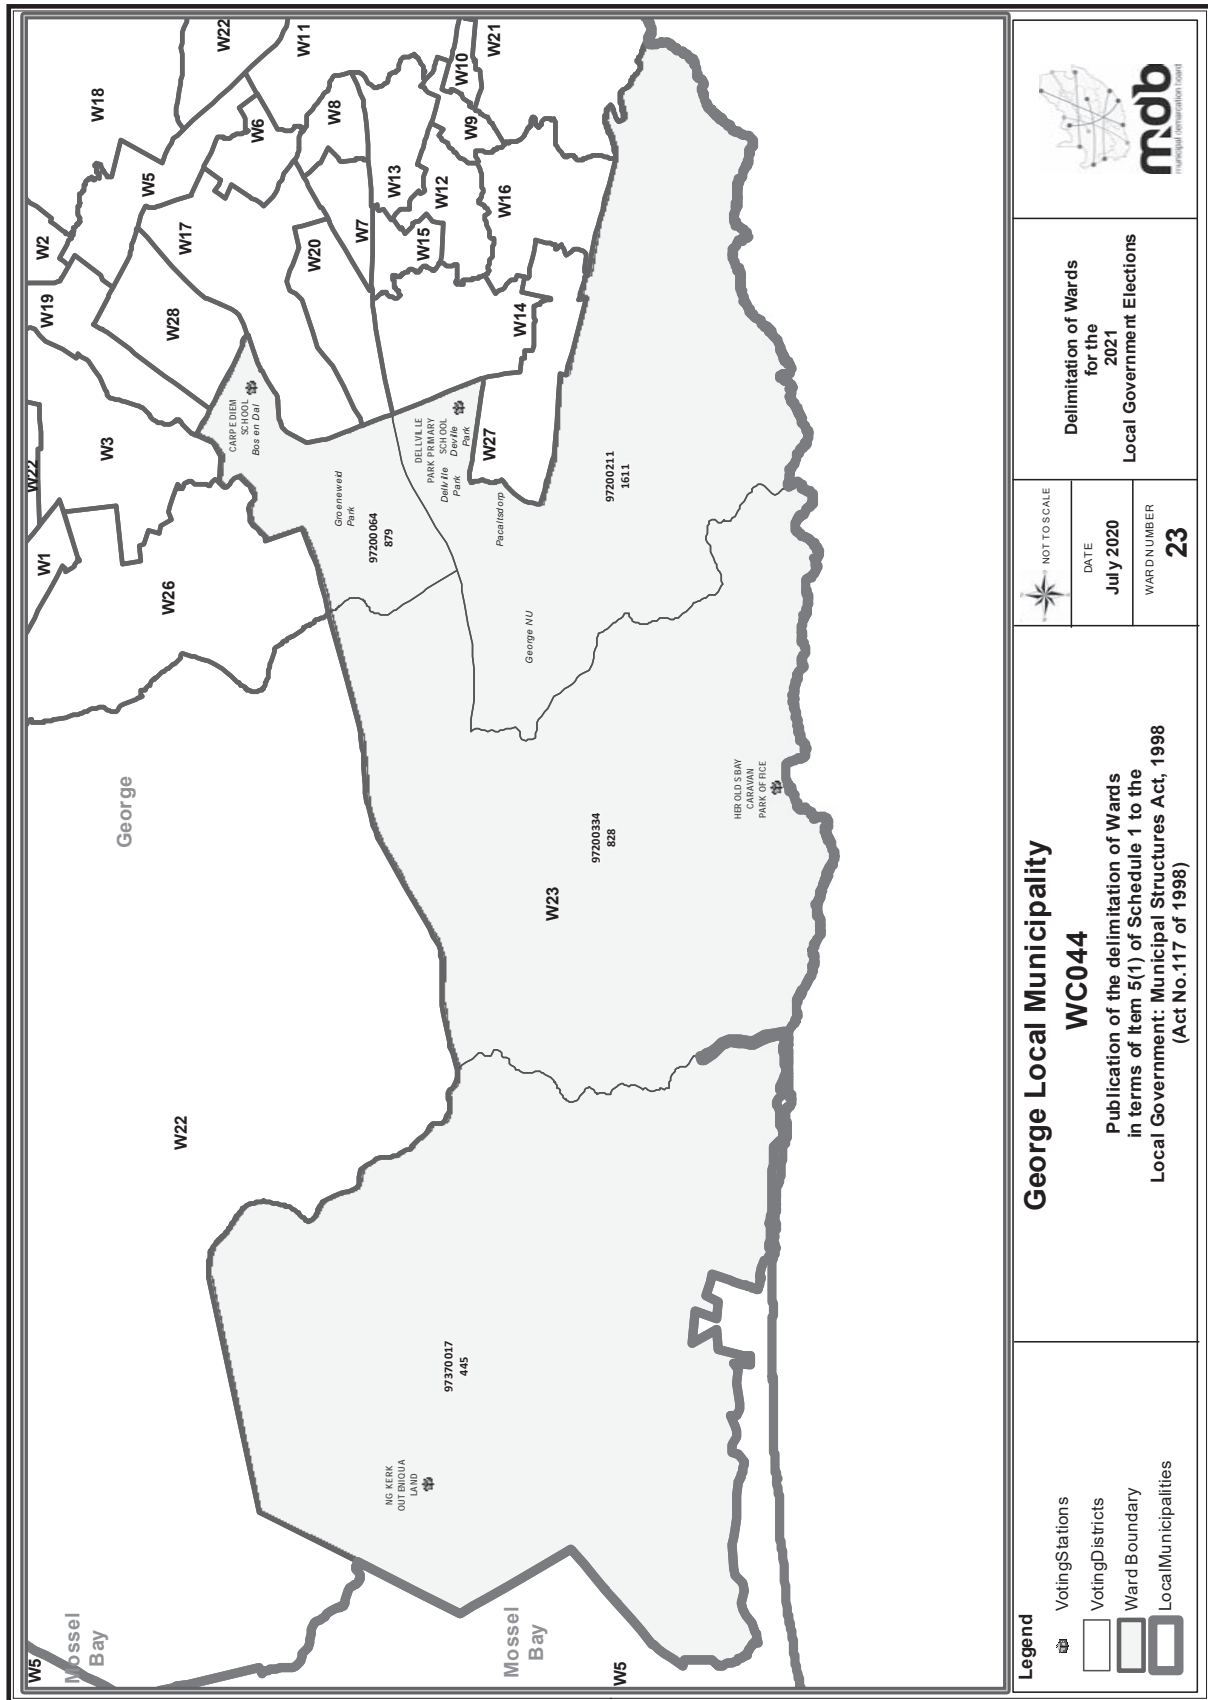 W22
W18
W11
W10
W21
W8
W6
W9
W5
W13
W2
W12
W16
W17
W7
W15
W20
W19
W28
W14
CARPE DIEM
SCHOOL
Bos en Dal
DELLVILLE
PARK PRIMARY
SCHOOL
Dellville
Park
Deville
Park
W27
W3
W22
W1
W26
Groeneweid
Park
97200064
879
Pacaltsdorp
97200211
1611
George NU
George
HEROLDS BAY
CARAVAN
PARK OFFICE
97200334
828
W23
W22
97370017
445
NG KERK
OUTENIQUA
LAND
Mossel
Bay
W5
Mossel
Bay
W5
Legend
VotingStations
VotingDistricts
Ward Boundary
LocalMunicipalities
George Local Municipality
WC044
Publication of the delimitation of Wards
in terms of Item 5(1) of Schedule 1 to the
Local Government: Municipal Structures Act, 1998
(Act No.117 of 1998)
NOT TO SCALE
DATE
July 2020
WARD NUMBER
23
Delimitation of Wards
for the
2021
Local Government Elections
mdb
municipal demarcation board